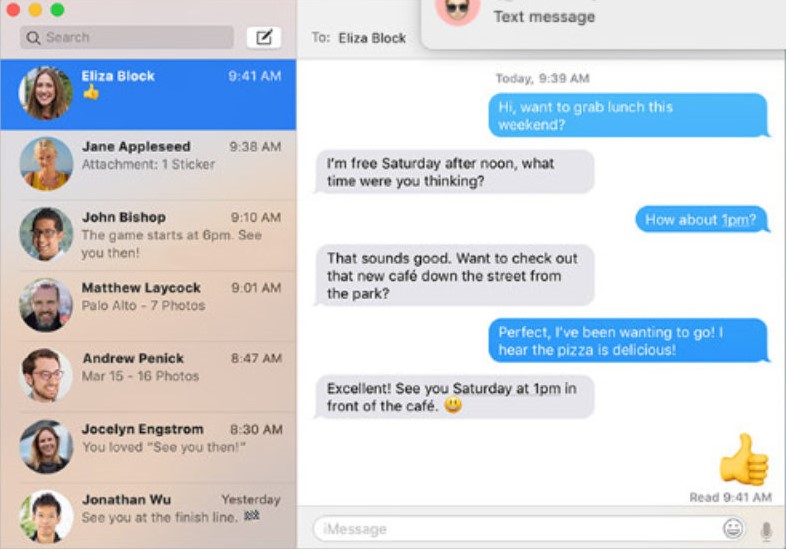 Search
Eliza Block 9:41 AM
👍
Jane Appleseed 9:38 AM
Attachment: 1 Sticker
John Bishop 9:10 AM
The game starts at 6pm. See
you then!
Matthew Laycock 9:01 AM
Palo Alto - 7 Photos
Andrew Penick 8:47 AM
Mar 15 - 16 Photos
Jocelyn Engstrom 8:30 AM
You loved “See you then!”
Jonathan Wu Yesterday
See you at the finish line. 🏁
Text message
To: Eliza Block
Today, 9:39 AM
Hi, want to grab lunch this
weekend?
I'm free Saturday after noon, what
time were you thinking?
How about 1pm?
That sounds good. Want to check out
that new café down the street from
the park?
Perfect, I've been wanting to go! I
hear the pizza is delicious!
Excellent! See you Saturday at 1pm in
front of the café. 😃
👍
Read 9:41 AM
iMessage